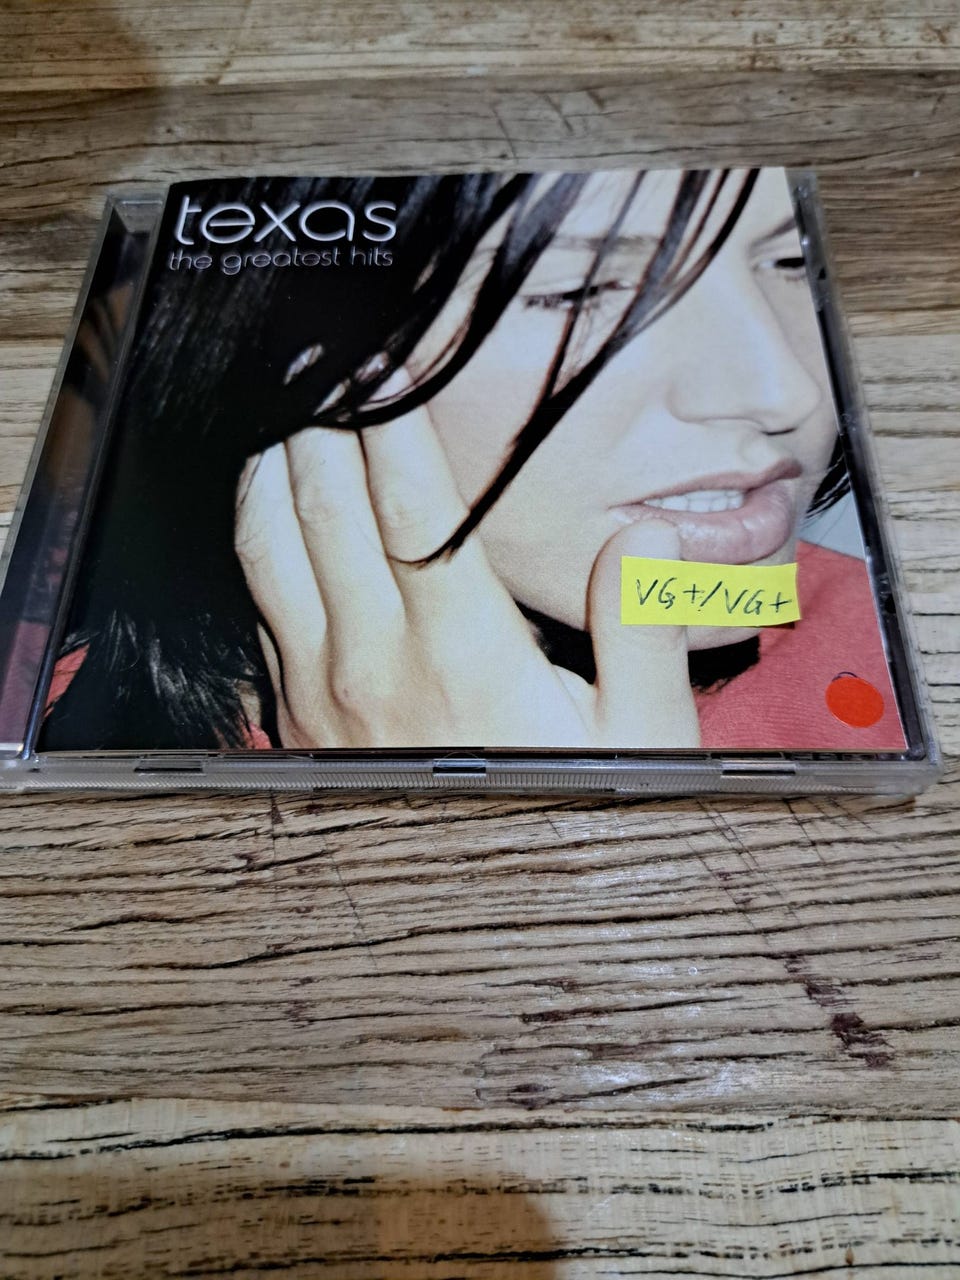 texas
the greatest hits
VG+/VG+